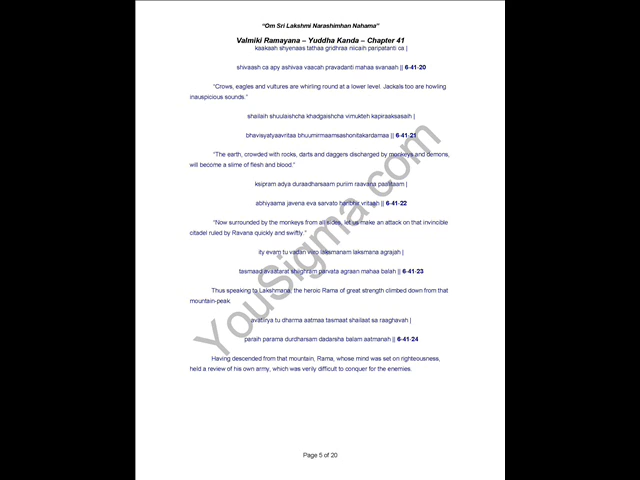 “Om Sri Lakshmi Narashimhan Nahama”
Valmiki Ramayana – Yuddha Kanda – Chapter 41
kaakaah shyenaas tathaa gridhraa nicaih paripatanti ca |
shivaash ca apy ashivaa vaacah pravadanti mahaa svanaah || 6-41-20
“Crows, eagles and vultures are whirling round at a lower level. Jackals too are howling
inauspicious sounds.”
shailaih shuulaishcha khadgaishcha vimukteh kapiraaksasaih |
bhavisyatyaavritaa bhuumirmaamsashonitakardamaa || 6-41-21
“The earth, crowded with rocks, darts and daggers discharged by monkeys and demons,
will become a slime of flesh and blood.”
ksipram adya duraadharsaam puriim raavana paalitaam |
abhiyaama javena eva sarvato haribhir vritaah || 6-41-22
“Now surrounded by the monkeys from all sides, let us make an attack on that invincible
citadel ruled by Ravana quickly and swiftly.”
ity evam tu vadan viiro laksmanam laksmana agrajah |
tasmaad avaatarat shiighram parvata agraan mahaa balah || 6-41-23
Thus speaking to Lakshmana, the heroic Rama of great strength climbed down from that
mountain-peak.
avatiirya tu dharma aatmaa tasmaat shailaat sa raaghavah |
paraih parama durdharsam dadarsha balam aatmanah || 6-41-24
Having descended from that mountain, Rama, whose mind was set on righteousness,
held a review of his own army, which was verily difficult to conquer for the enemies.
YouSigma.com
Page 5 of 20